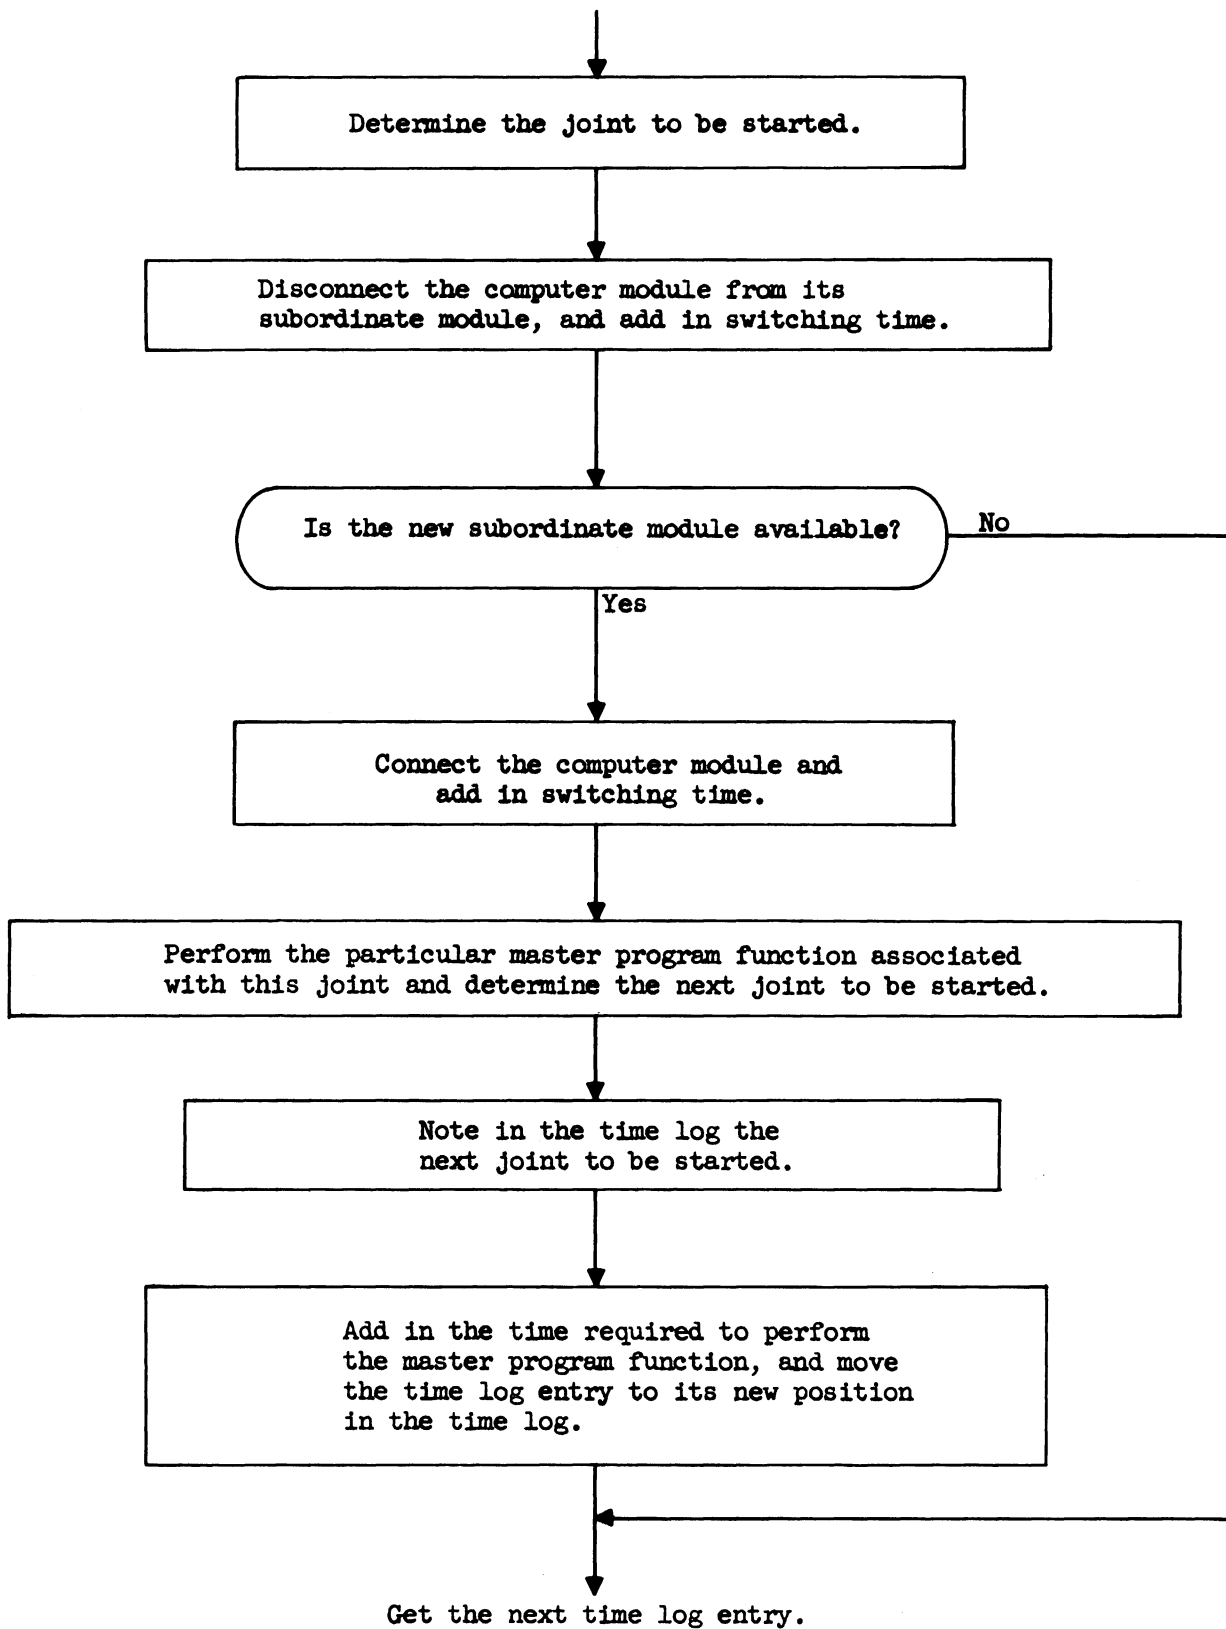 Determine the joint to be started.
Disconnect the computer module from its
subordinate module, and add in switching time.
Is the new subordinate module available?
No
Yes
Connect the computer module and
add in switching time.
Perform the particular master program function associated
with this joint and determine the next joint to be started.
Note in the time log the
next joint to be started.
Add in the time required to perform
the master program function, and move
the time log entry to its new position
in the time log.
Get the next time log entry.